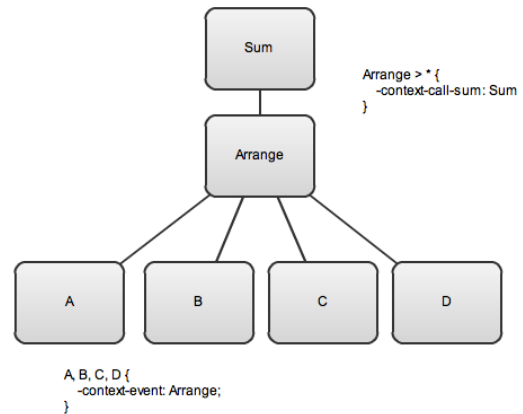 Sum
Arrange > * {
-context-call-sum: Sum
}
Arrange
A
B
C
D
A, B, C, D {
-context-event: Arrange;
}